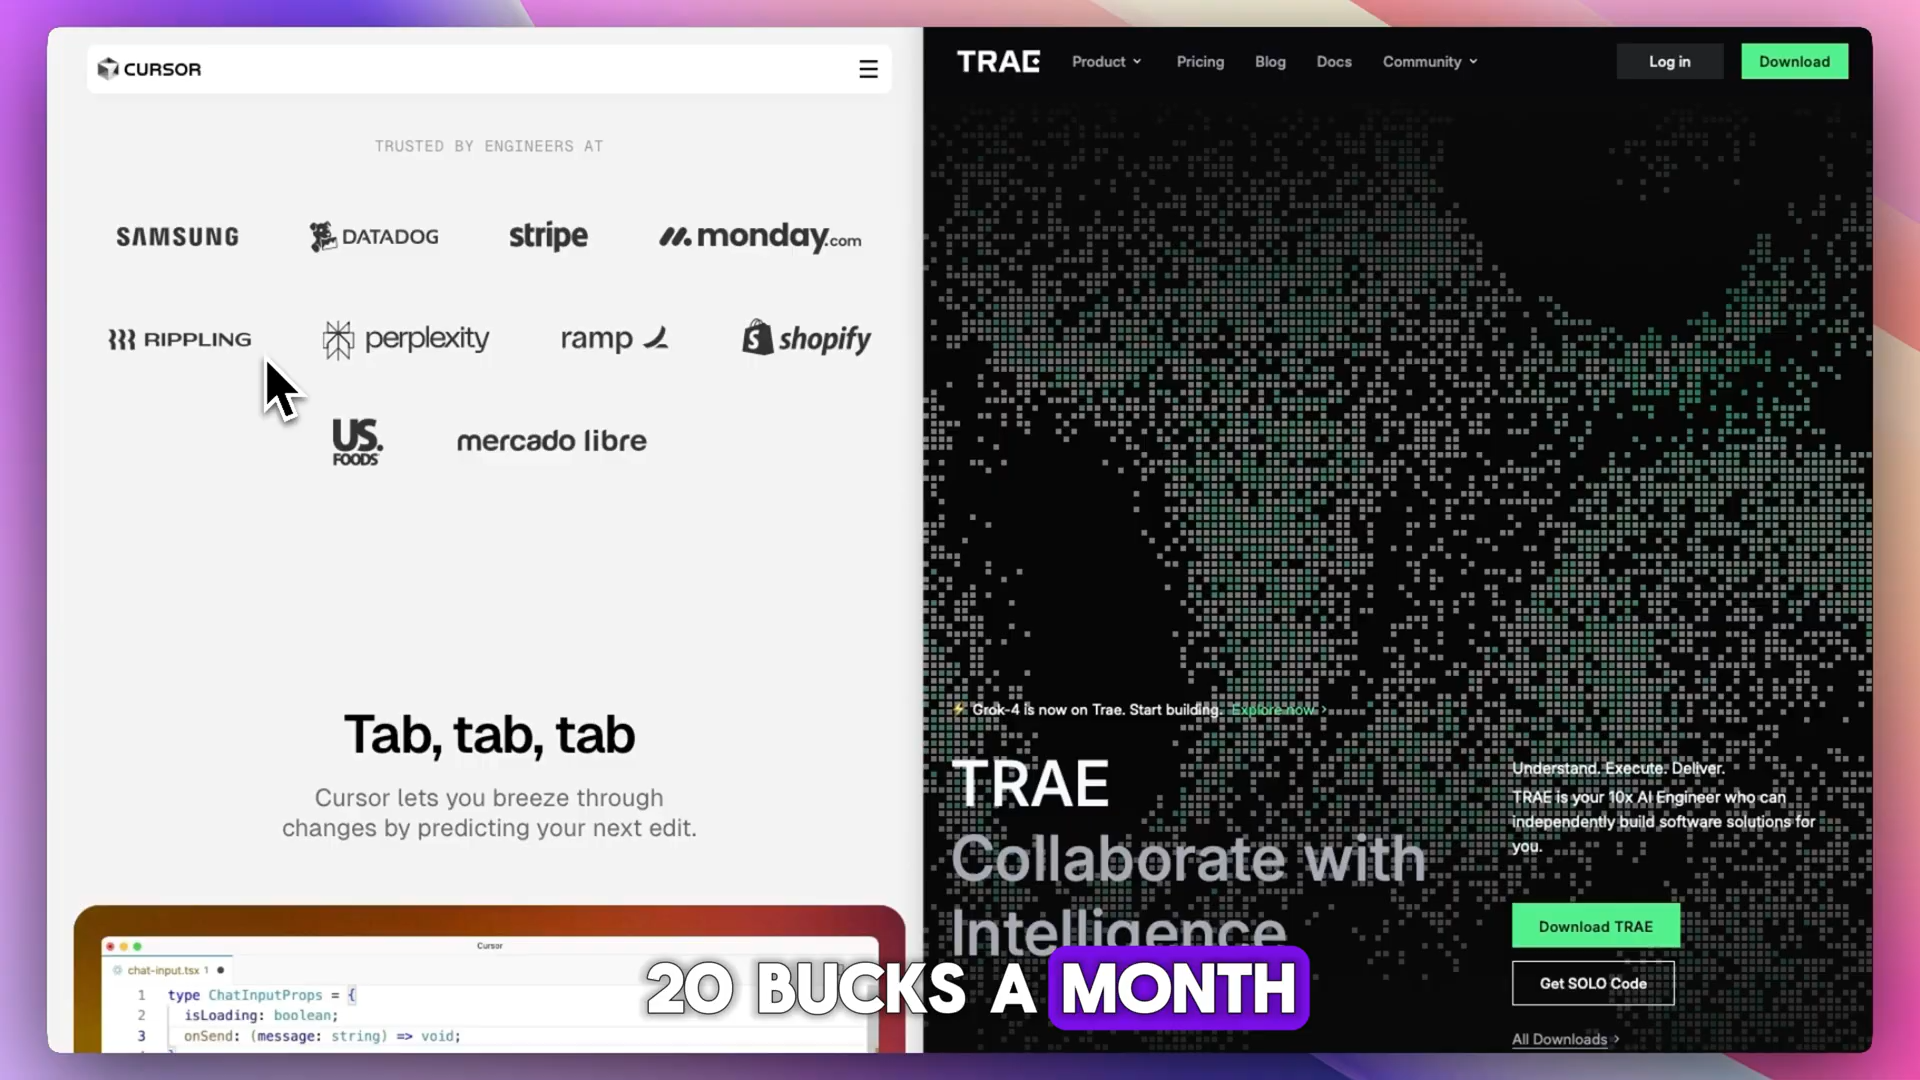 CURSOR
TRUSTED BY ENGINEERS AT
SAMSUNG
DATADOG
stripe
monday.com
RIPPLING
perplexity
ramp
shopify
US.
FOODS
mercado libre
Tab, tab, tab
Cursor lets you breeze through
changes by predicting your next edit.
Cursor
chat-input.tsx 1
1 type ChatInputProps = {
2 isLoading: boolean;
3 onSend: (message: string) => void;
TRAE
Product
Pricing
Blog
Docs
Community
Log in
Download
⚡ Grok-4 is now on Trae. Start building. Explore now >
TRAE
Collaborate with
Intelligence
Understand. Execute. Deliver.
TRAE is your 10x AI Engineer who can
independently build software solutions for
you.
Download TRAE
Get SOLO Code
All Downloads >
20 BUCKS A MONTH